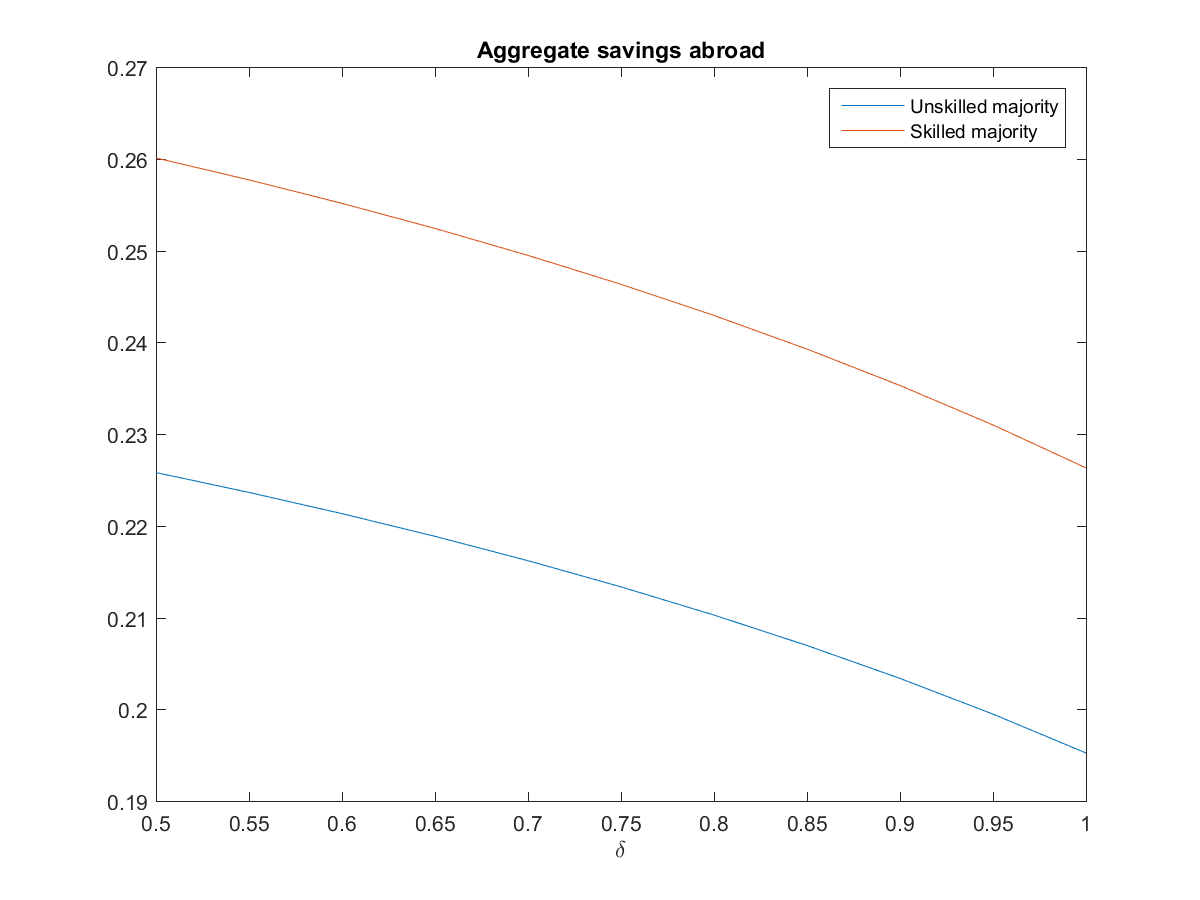 Aggregate savings abroad
0.27
0.26
0.25
0.24
0.23
0.22
0.21
0.2
0.19
Unskilled majority
Skilled majority
0.5 0.55 0.6 0.65 0.7 0.75 0.8 0.85 0.9 0.95 1
δ